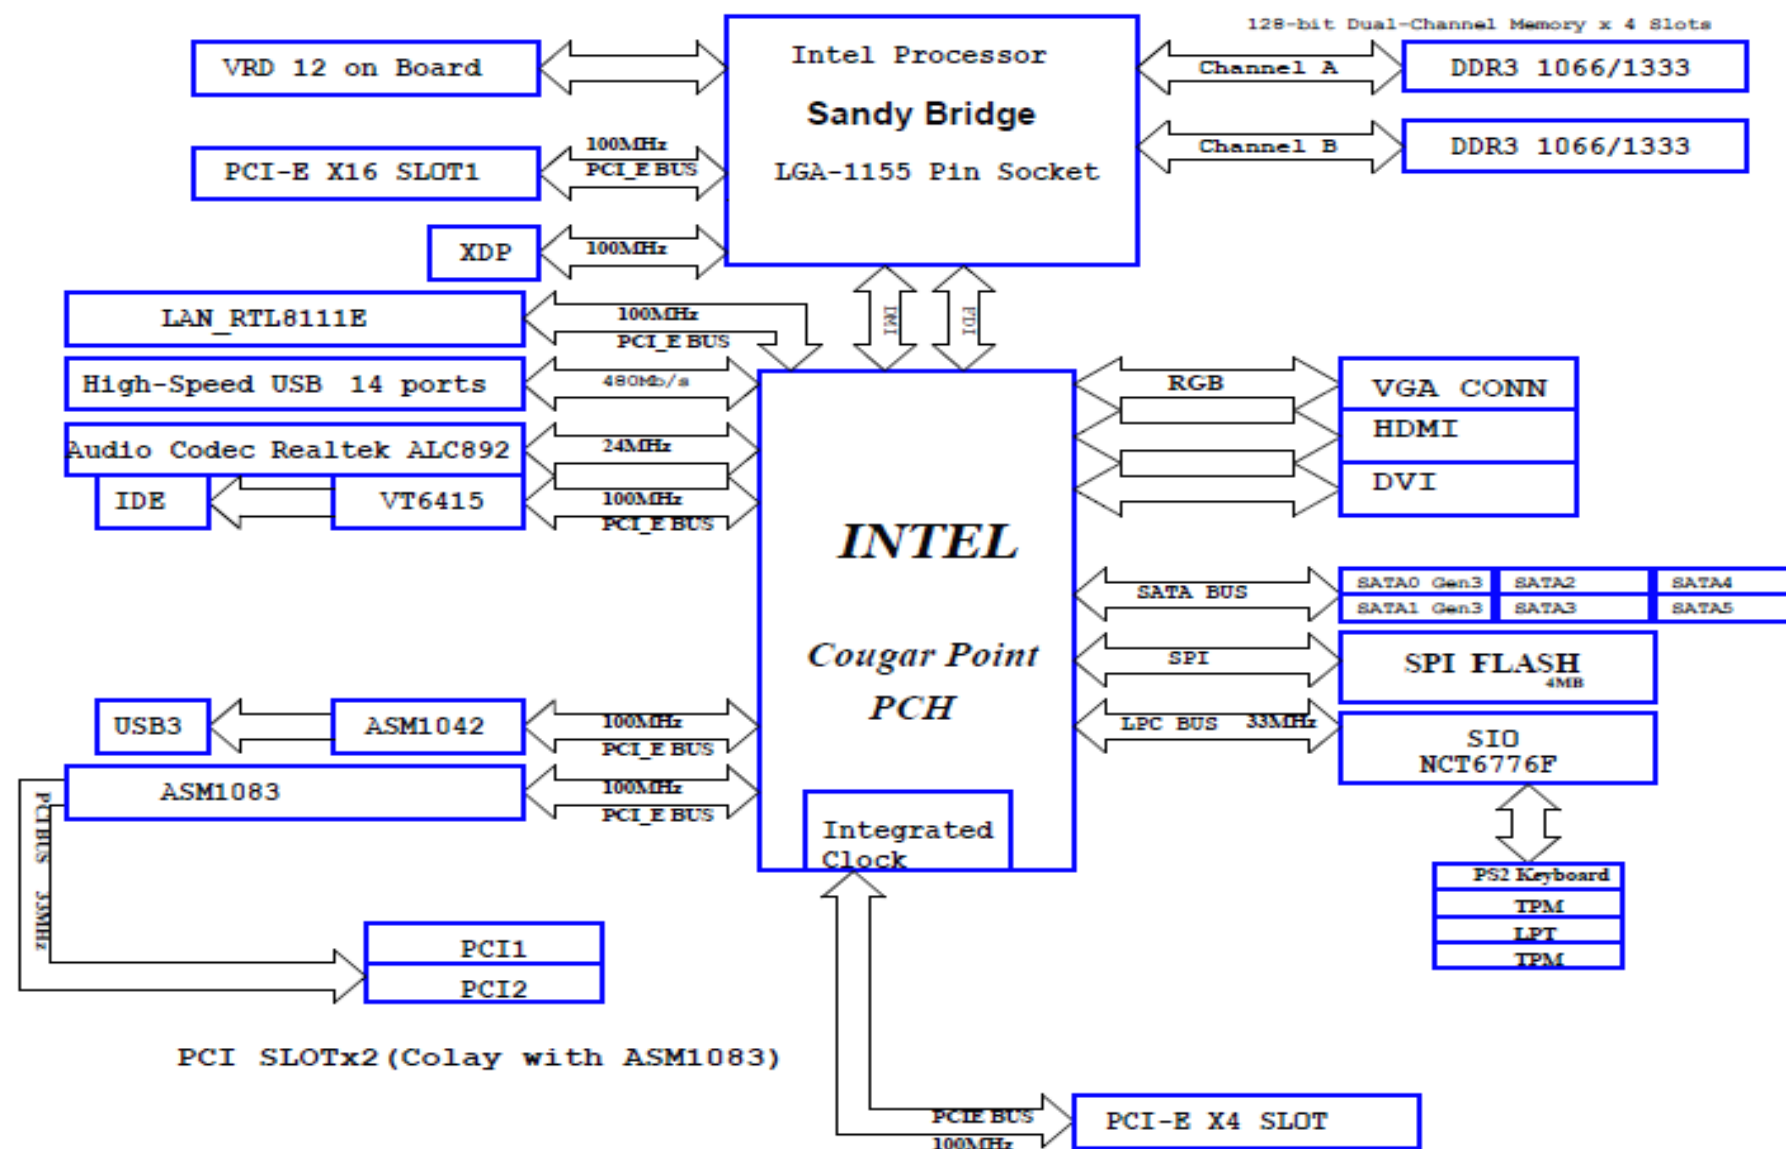 128-bit Dual-Channel Memory x 4 Slots
VRD 12 on Board
Intel Processor
Sandy Bridge
LGA-1155 Pin Socket
Channel A
DDR3 1066/1333
Channel B
DDR3 1066/1333
PCI-E X16 SLOT1
100MHz
PCI_E BUS
XDP
100MHz
LAN_RTL8111E
100MHz
PCI_E BUS
DMI
FDI
High-Speed USB 14 ports
480Mb/s
RGB
VGA CONN
HDMI
DVI
Audio Codec Realtek ALC892
24MHz
IDE
VT6415
100MHz
PCI_E BUS
INTEL
Cougar Point
PCH
SATA BUS
SATA0 Gen3
SATA2
SATA4
SATA1 Gen3
SATA3
SATA5
SPI
SPI FLASH
4MB
LPC BUS 33MHz
SIO
NCT6776F
USB3
ASM1042
100MHz
PCI_E BUS
ASM1083
100MHz
PCI_E BUS
Integrated
Clock
PCI BUS 33MHz
PS2 Keyboard
TPM
LPT
TPM
PCI1
PCI2
PCI SLOTx2(Colay with ASM1083)
PCIE BUS
100MHz
PCI-E X4 SLOT